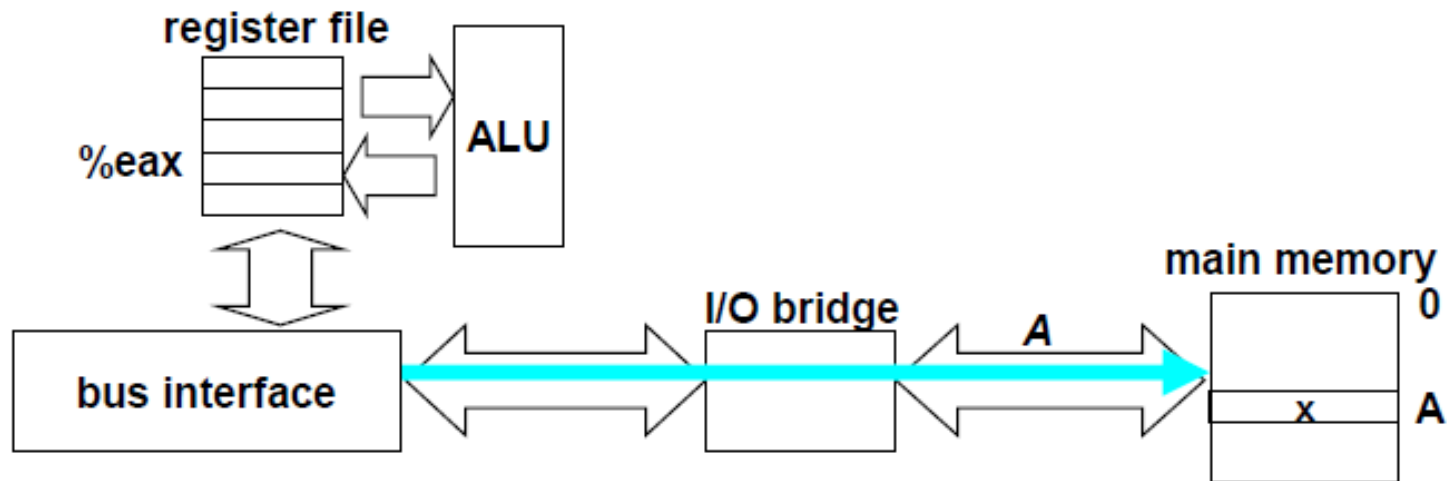 register file
ALU
%eax
main memory
0
I/O bridge
A
bus interface
x
A